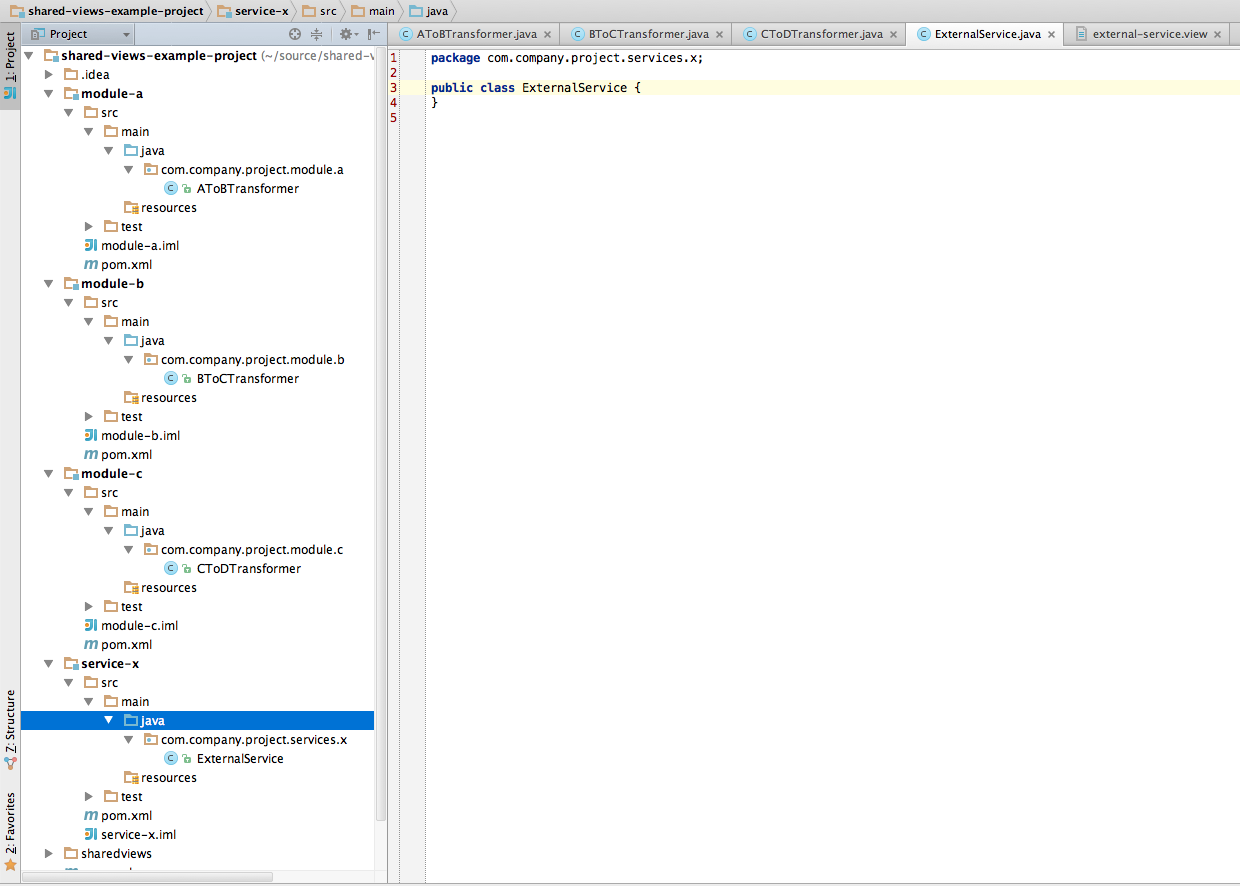 shared-views-example-project service-x src main java
1: Project
Project
shared-views-example-project (~/source/shared-v
.idea
module-a
src
main
java
com.company.project.module.a
AToBTransformer
resources
test
module-a.iml
pom.xml
module-b
src
main
java
com.company.project.module.b
BToCTransformer
resources
test
module-b.iml
pom.xml
module-c
src
main
java
com.company.project.module.c
CToDTransformer
resources
test
module-c.iml
pom.xml
service-x
src
main
java
com.company.project.services.x
ExternalService
resources
test
pom.xml
service-x.iml
sharedviews
Z: Structure
2: Favorites
AToBTransformer.java BToCTransformer.java CToDTransformer.java ExternalService.java external-service.view
1 package com.company.project.services.x;
2
3 public class ExternalService {
4 }
5